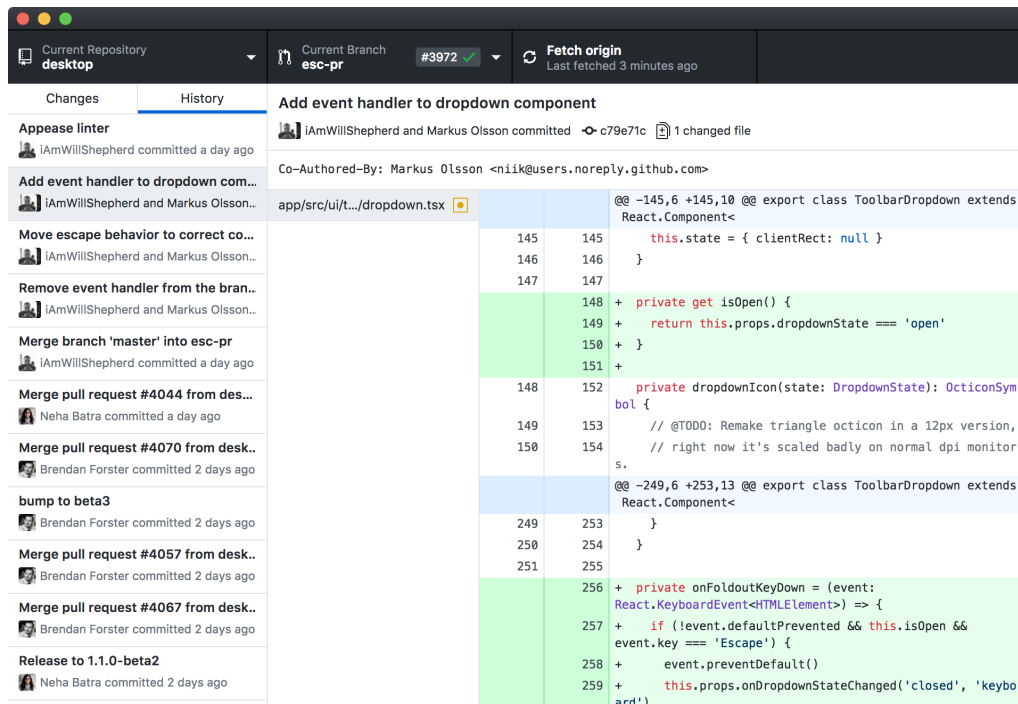 Current Repository
desktop
Current Branch
esc-pr
#3972
Fetch origin
Last fetched 3 minutes ago
Changes
History
Appease linter
iAmWillShepherd committed a day ago
Add event handler to dropdown com...
iAmWillShepherd and Markus Olsson...
Move escape behavior to correct co...
iAmWillShepherd and Markus Olsson...
Remove event handler from the bran...
iAmWillShepherd and Markus Olsson...
Merge branch 'master' into esc-pr
iAmWillShepherd committed a day ago
Merge pull request #4044 from des...
Neha Batra committed a day ago
Merge pull request #4070 from desk...
Brendan Forster committed 2 days ago
bump to beta3
Brendan Forster committed 2 days ago
Merge pull request #4057 from desk...
Brendan Forster committed 2 days ago
Merge pull request #4067 from desk...
Brendan Forster committed 2 days ago
Release to 1.1.0-beta2
Neha Batra committed 2 days ago
Add event handler to dropdown component
iAmWillShepherd and Markus Olsson committed c79e71c 1 changed file
Co-Authored-By: Markus Olsson <niik@users.noreply.github.com>
app/src/ui/t.../dropdown.tsx
@@ -145,6 +145,10 @@ export class ToolbarDropdown extends
React.Component<
145 145 this.state = { clientRect: null }
146 146 }
147 147
148 + private get isOpen() {
149 + return this.props.dropdownState === 'open'
150 + }
151 +
148 152 private dropdownIcon(state: DropdownState): OcticonSym
bol {
149 153 // @TODO: Remake triangle octicon in a 12px version,
150 154 // right now it's scaled badly on normal dpi monitor
s.
@@ -249,6 +253,13 @@ export class ToolbarDropdown extends
React.Component<
249 253 }
250 254 }
251 255
256 + private onFoldoutKeyDown = (event:
React.KeyboardEvent<HTMLElement>) => {
257 + if (!event.defaultPrevented && this.isOpen &&
event.key === 'Escape') {
258 + event.preventDefault()
259 + this.props.onDropdownStateChanged('closed', 'keybo
ard')